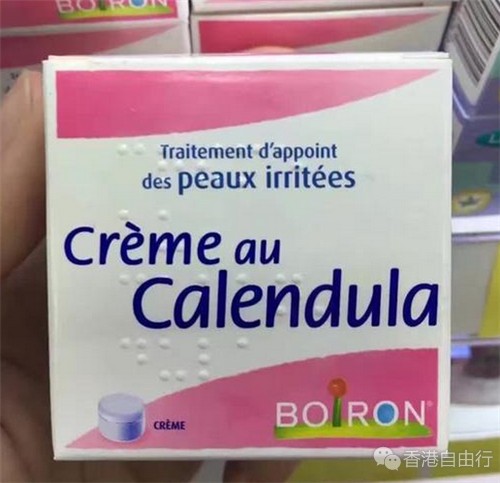 BOIRON
Traitement d'appoint
des peaux irritées
Crème au
Calendula
CRÈME
BOIRON®
香港自由行